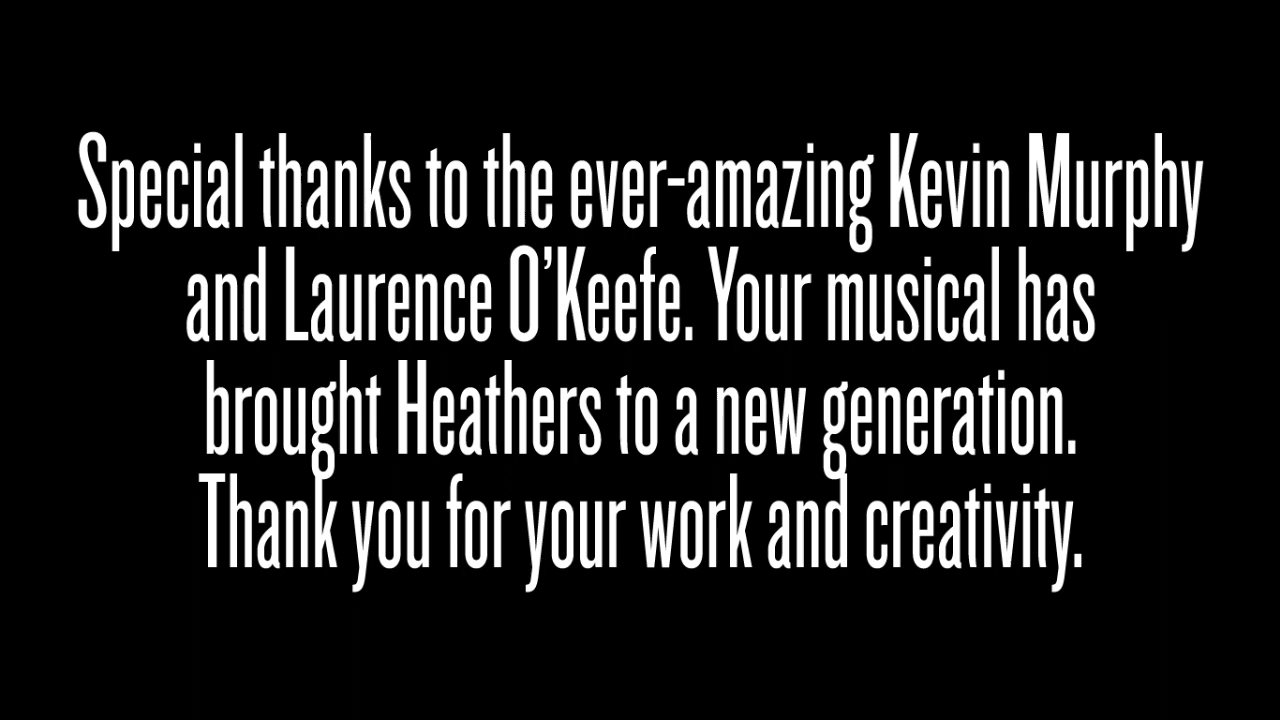 Special thanks to the ever-amazing Kevin Murphy
and Laurence O’Keefe. Your musical has
brought Heathers to a new generation.
Thank you for your work and creativity.